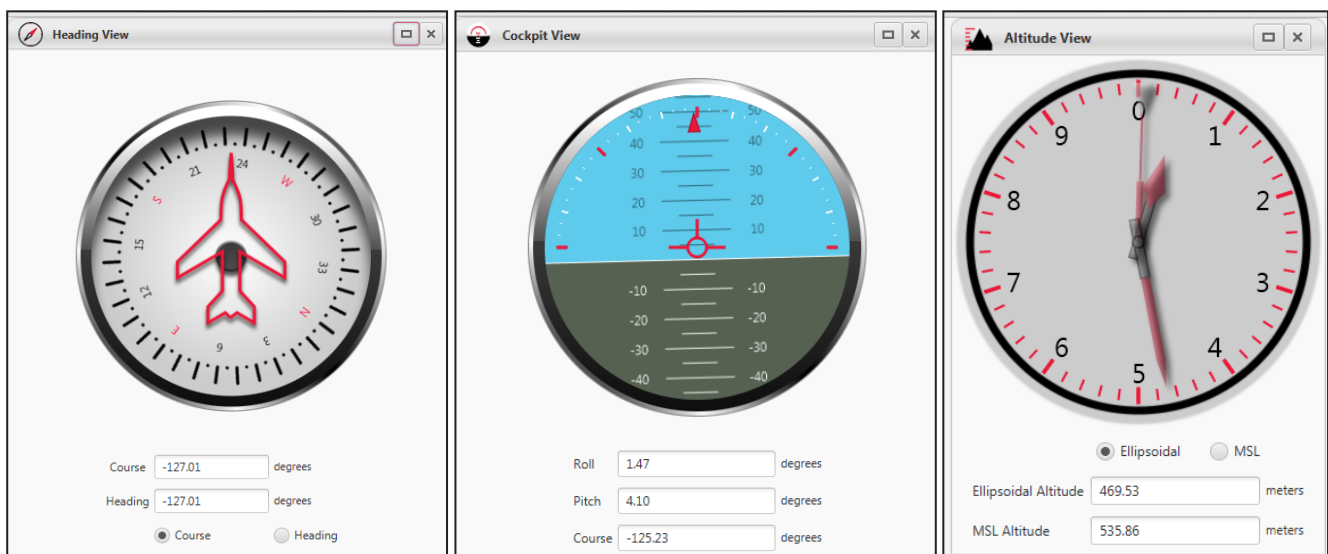 Heading View
21
24
W
S
30
15
33
12
N
E
3
6
Course -127.01 degrees
Heading -127.01 degrees
Course Heading
Cockpit View
50 50
40 40
30 30
20 20
10 10
-10 -10
-20 -20
-30 -30
-40 -40
Roll 1.47 degrees
Pitch 4.10 degrees
Course -125.23 degrees
Altitude View
0
9 1
8 2
7 3
6 4
5
Ellipsoidal MSL
Ellipsoidal Altitude 469.53 meters
MSL Altitude 535.86 meters